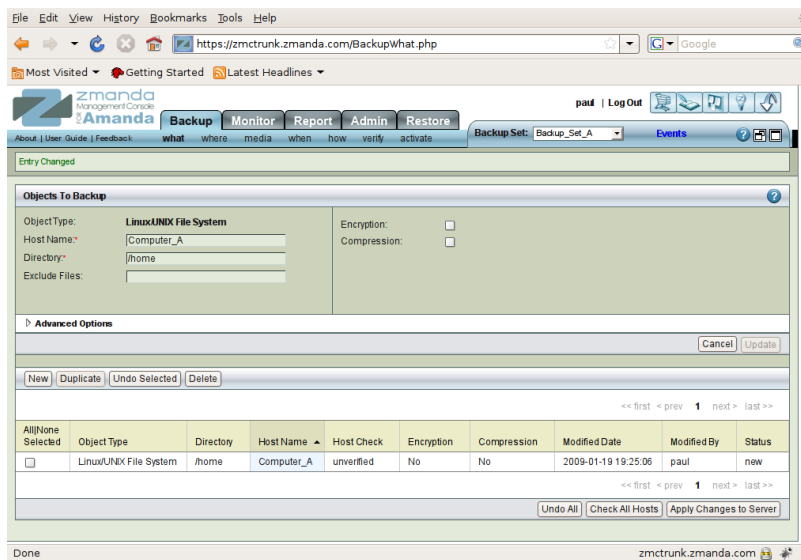 File Edit View History Bookmarks Tools Help
https://zmctrunk.zmanda.com/BackupWhat.php
G Google
Most Visited Getting Started Latest Headlines
zmanda
Management Console
for Amanda
paul | Log Out
Backup Monitor Report Admin Restore
About | User Guide | Feedback
what where media when how verify activate
Backup Set: Backup_Set_A Events
Entry Changed
Objects To Backup
Object Type: Linux/UNIX File System
Host Name:* Computer_A
Directory:* /home
Exclude Files:
Encryption:
Compression:
Advanced Options
Cancel Update
New Duplicate Undo Selected Delete
<< first < prev 1 next > last >>
All|None
Selected Object Type Directory Host Name Host Check Encryption Compression Modified Date Modified By Status
Linux/UNIX File System /home Computer_A unverified No No 2009-01-19 19:25:06 paul new
<< first < prev 1 next > last >>
Undo All Check All Hosts Apply Changes to Server
Done zmctrunk.zmanda.com